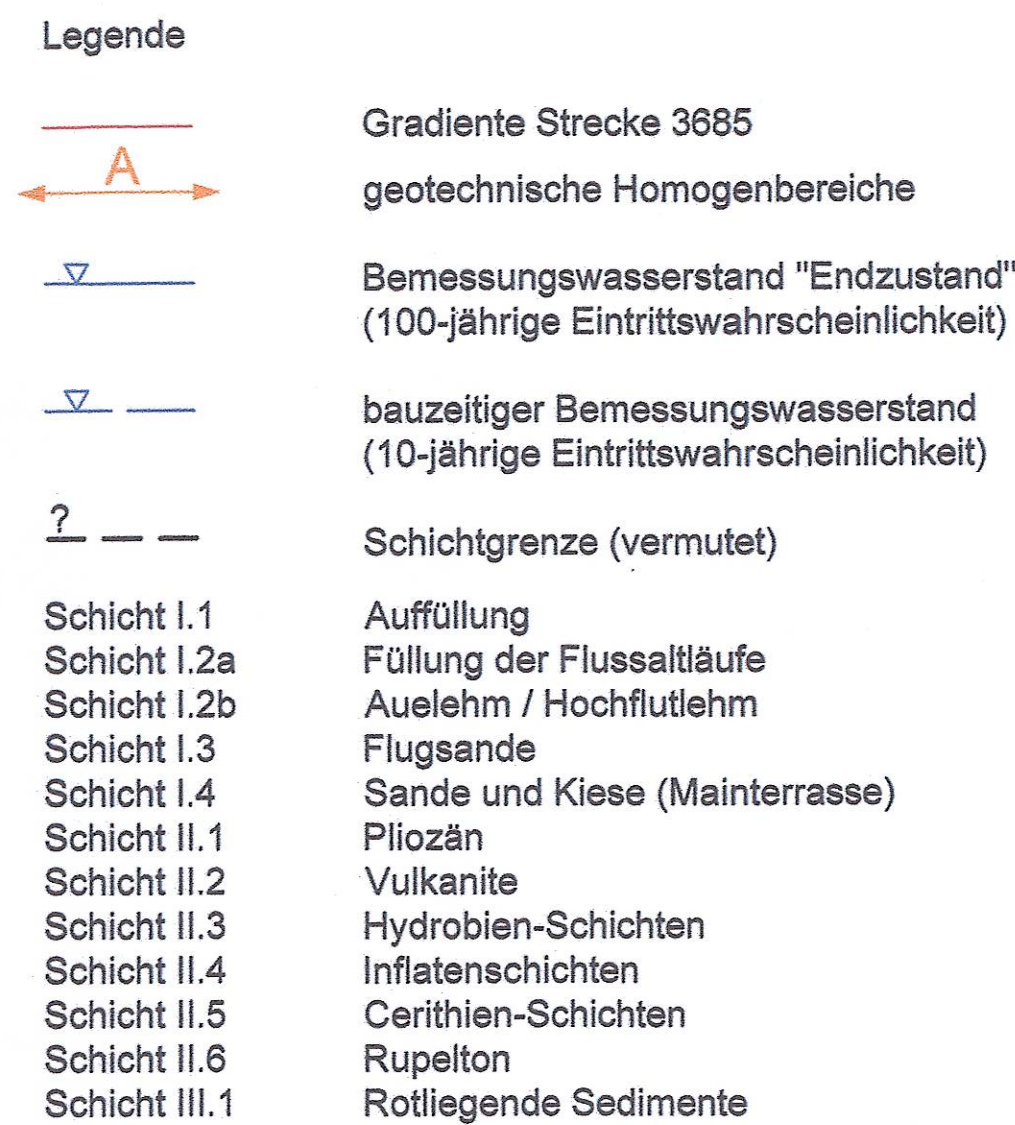 Legende
Gradiente Strecke 3685
A
geotechnische Homogenbereiche
Bemessungswasserstand "Endzustand"
(100-jährige Eintrittswahrscheinlichkeit)
bauzeitiger Bemessungswasserstand
(10-jährige Eintrittswahrscheinlichkeit)
?
Schichtgrenze (vermutet)
Schicht I.1 Auffüllung
Schicht I.2a Füllung der Flussaltläufe
Schicht I.2b Auelehm / Hochflutlehm
Schicht I.3 Flugsande
Schicht I.4 Sande und Kiese (Mainterrasse)
Schicht II.1 Pliozän
Schicht II.2 Vulkanite
Schicht II.3 Hydrobien-Schichten
Schicht II.4 Inflatenschichten
Schicht II.5 Cerithien-Schichten
Schicht II.6 Rupelton
Schicht III.1 Rotliegende Sedimente